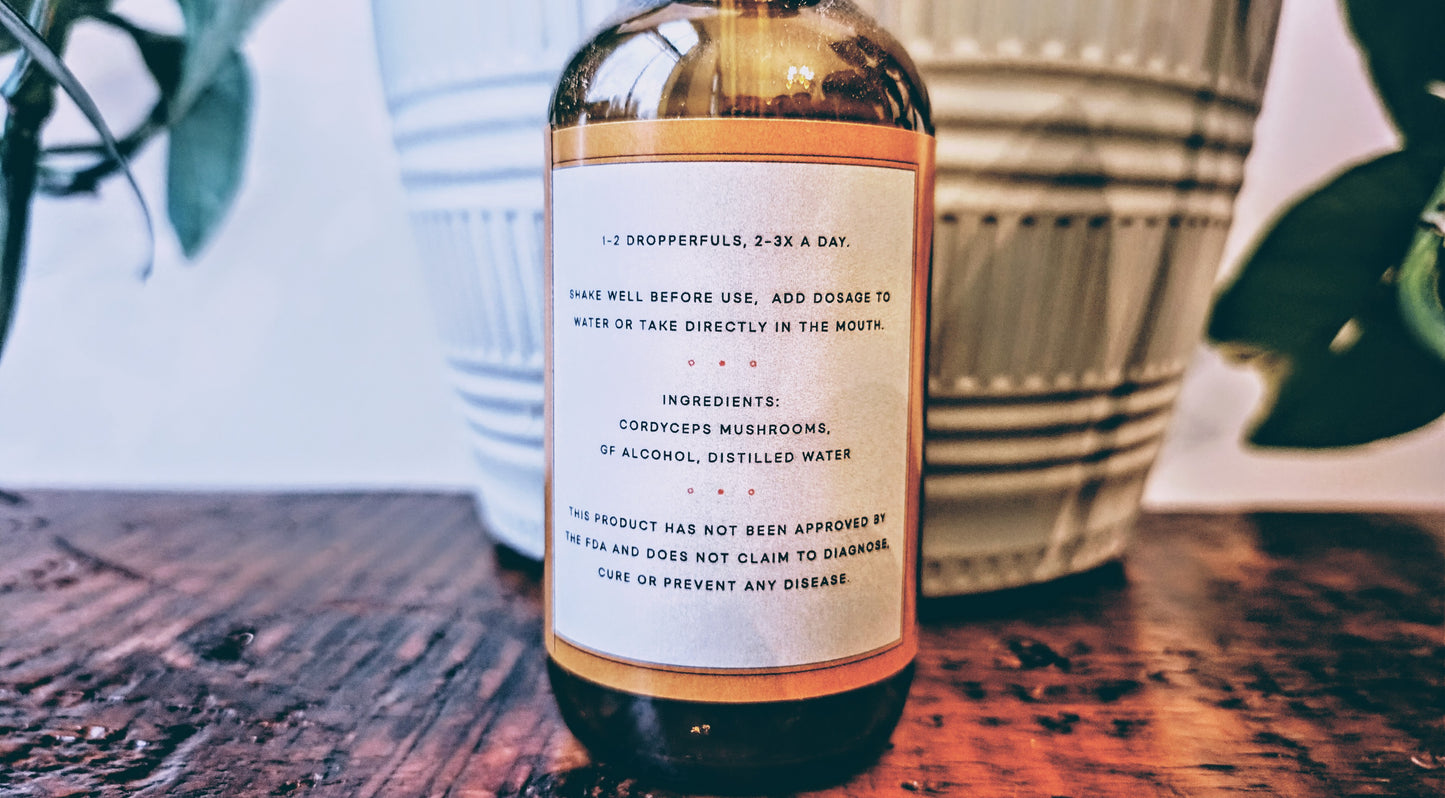 1-2 DROPPERFULS, 2-3X A DAY.
SHAKE WELL BEFORE USE, ADD DOSAGE TO
WATER OR TAKE DIRECTLY IN THE MOUTH.
INGREDIENTS:
CORDYCEPS MUSHROOMS,
GF ALCOHOL, DISTILLED WATER
THIS PRODUCT HAS NOT BEEN APPROVED BY
THE FDA AND DOES NOT CLAIM TO DIAGNOSE,
CURE OR PREVENT ANY DISEASE.